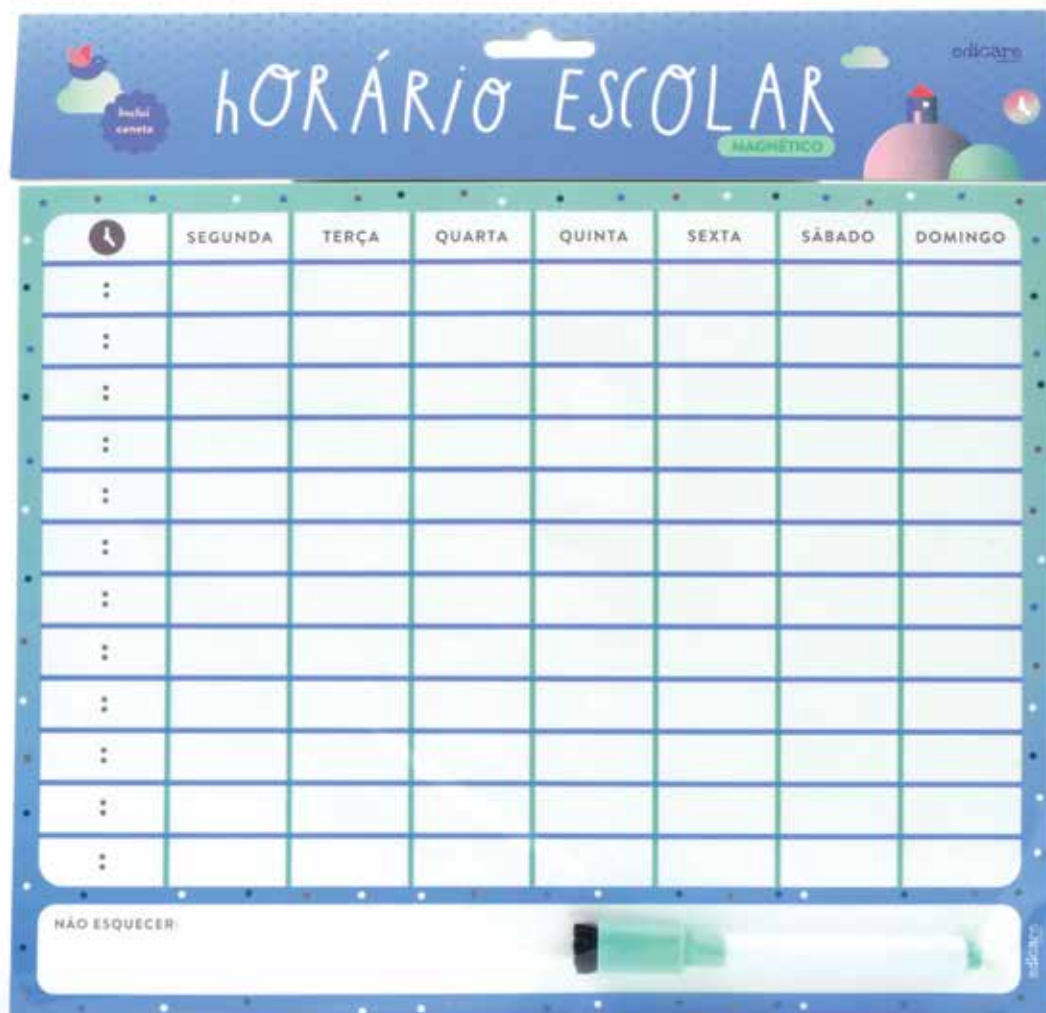 edicare
Inclui
caneta
hORÁRiO ESCOLAR
MAGNÉTICO
SEGUNDA TERÇA QUARTA QUINTA SEXTA SÁBADO DOMINGO
:
:
:
:
:
:
:
:
:
:
:
:
NÃO ESQUECER:
edicare